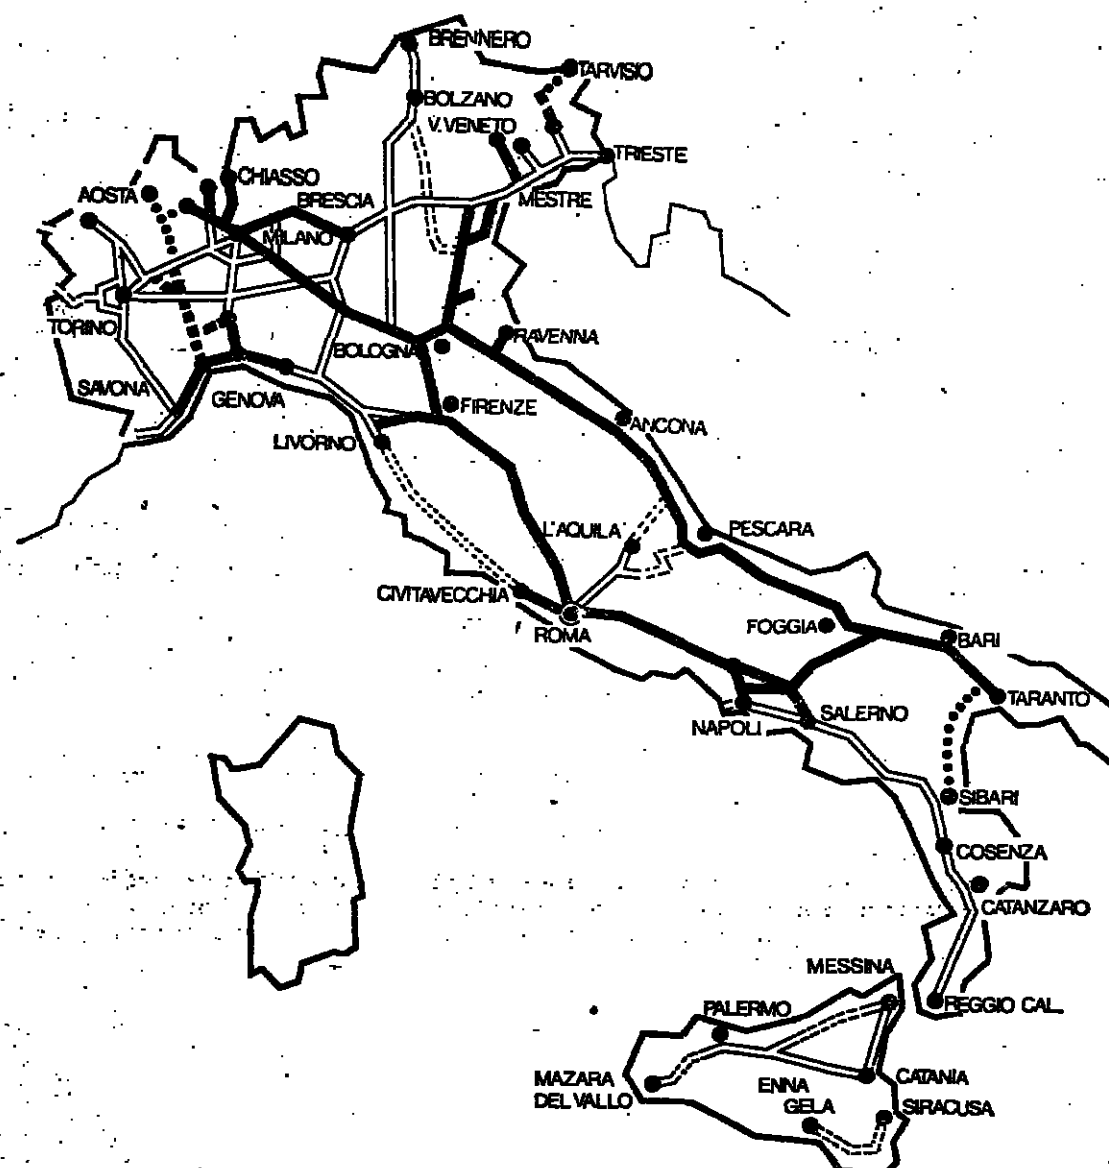 BRENNERO
TARVISIO
BOLZANO
V.VENETO
TRIESTE
CHIASSO
AOSTA
BRESCIA
MESTRE
MILANO
TORINO
RAVENNA
BOLOGNA
SAVONA
GENOVA
FIRENZE
ANCONA
LIVORNO
L'AQUILA
PESCARA
CIVITAVECCHIA
ROMA
FOGGIA
BARI
TARANTO
SALERNO
NAPOLI
SIBARI
COSENZA
CATANZARO
MESSINA
REGGIO CAL.
PALERMO
MAZARA
DEL VALLO
ENNA
CATANIA
GELA
SIRACUSA